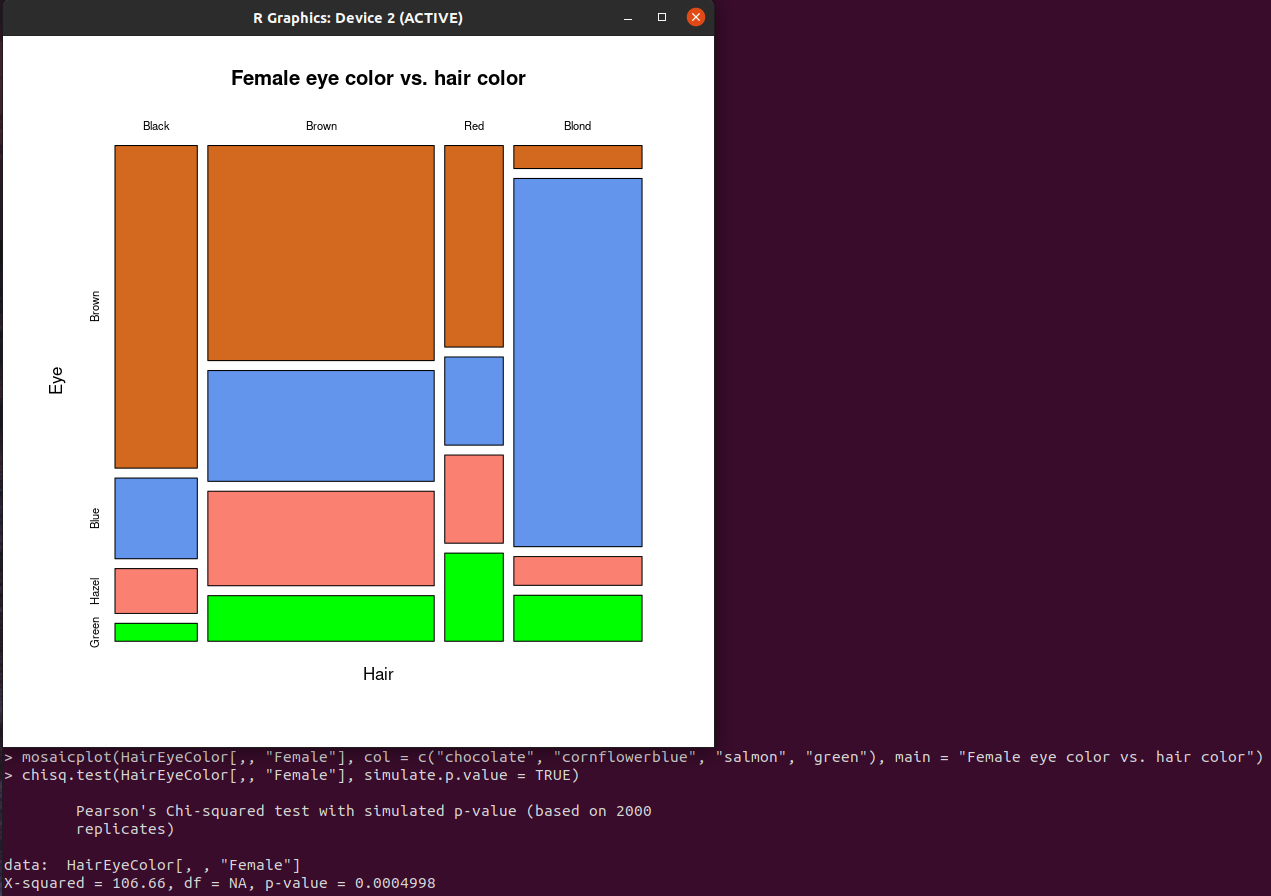 R Graphics: Device 2 (ACTIVE)
Female eye color vs. hair color
Black Brown Red Blond
Brown
Eye
Blue
Hazel
Green
Hair
> mosaicplot(HairEyeColor[,, "Female"], col = c("chocolate", "cornflowerblue", "salmon", "green"), main = "Female eye color vs. hair color")
> chisq.test(HairEyeColor[,, "Female"], simulate.p.value = TRUE)
Pearson's Chi-squared test with simulated p-value (based on 2000
replicates)
data:  HairEyeColor[, , "Female"]
X-squared = 106.66, df = NA, p-value = 0.0004998